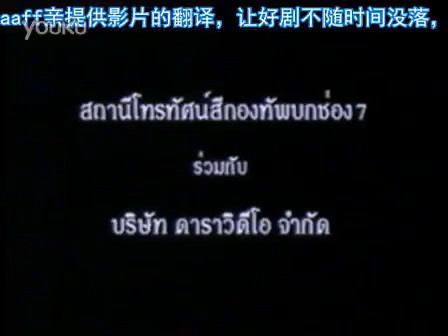 aaff亲提供影片的翻译，让好剧不随时间没落，
YOUKU
สถานีโทรทัศน์สีกองทัพบกช่อง 7
ร่วมกับ
บริษัท ดาราวิดีโอ จำกัด